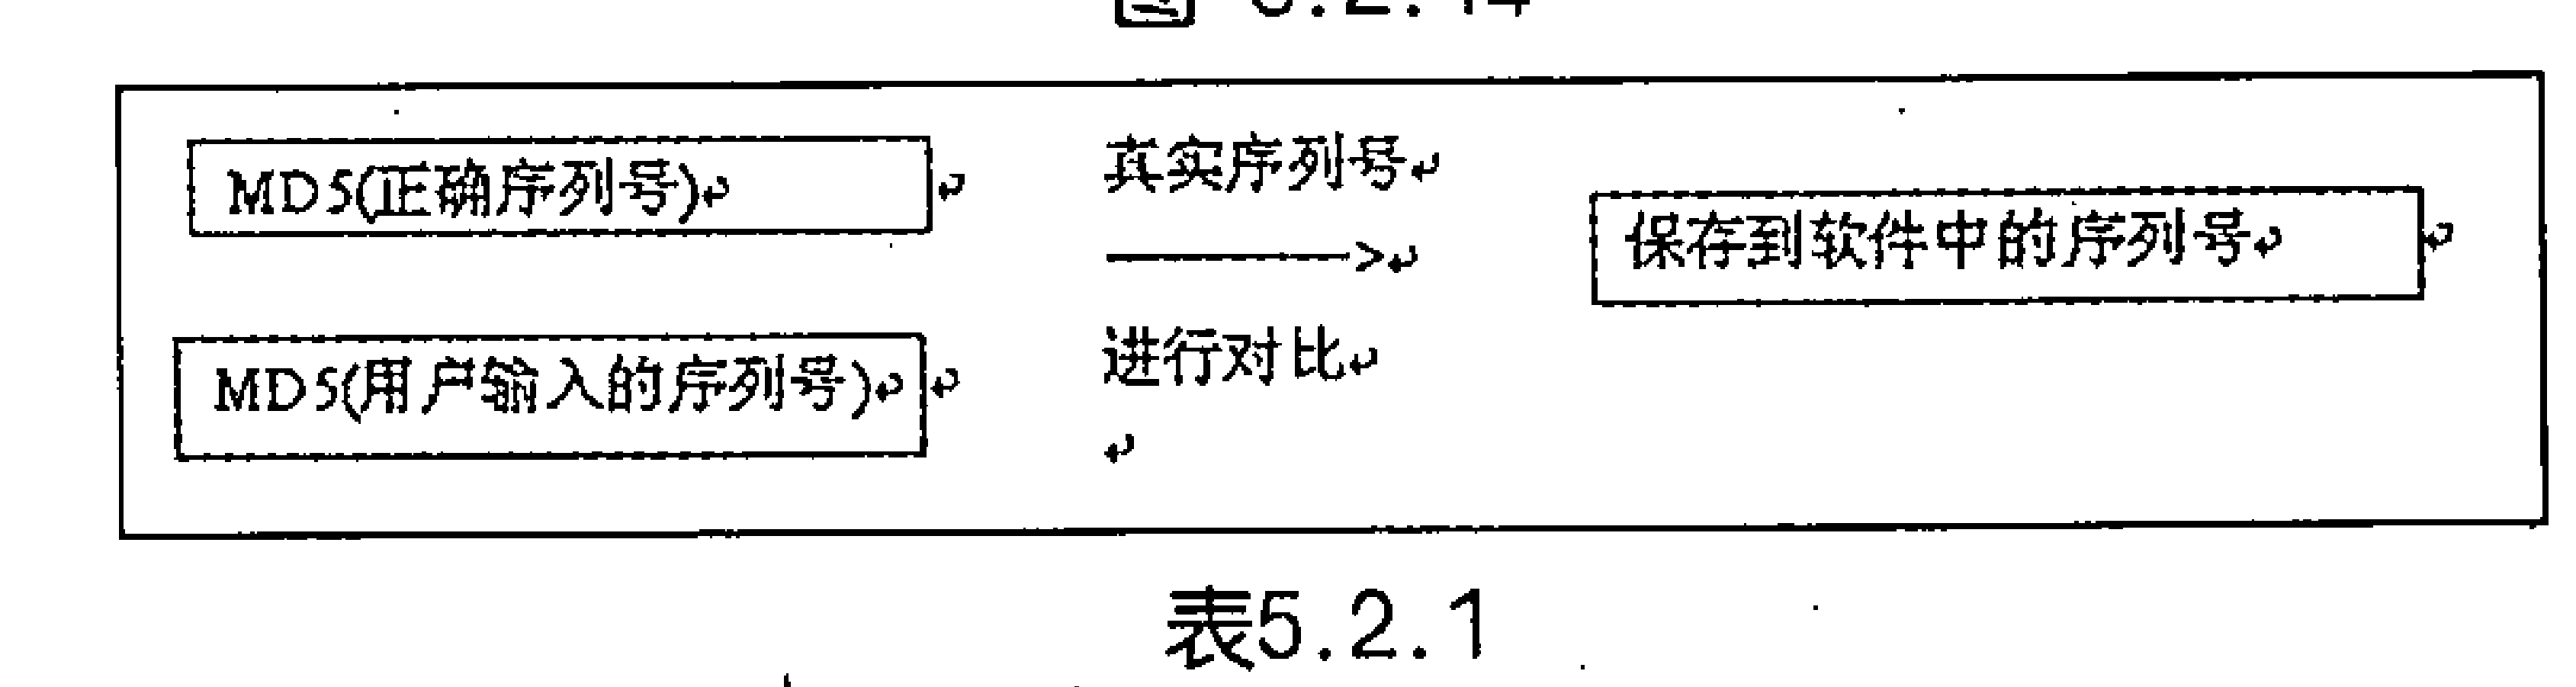 MD5(正确序列号)
真实序列号
———>
保存到软件中的序列号
MD5(用户输入的序列号)
进行对比
表5.2.1